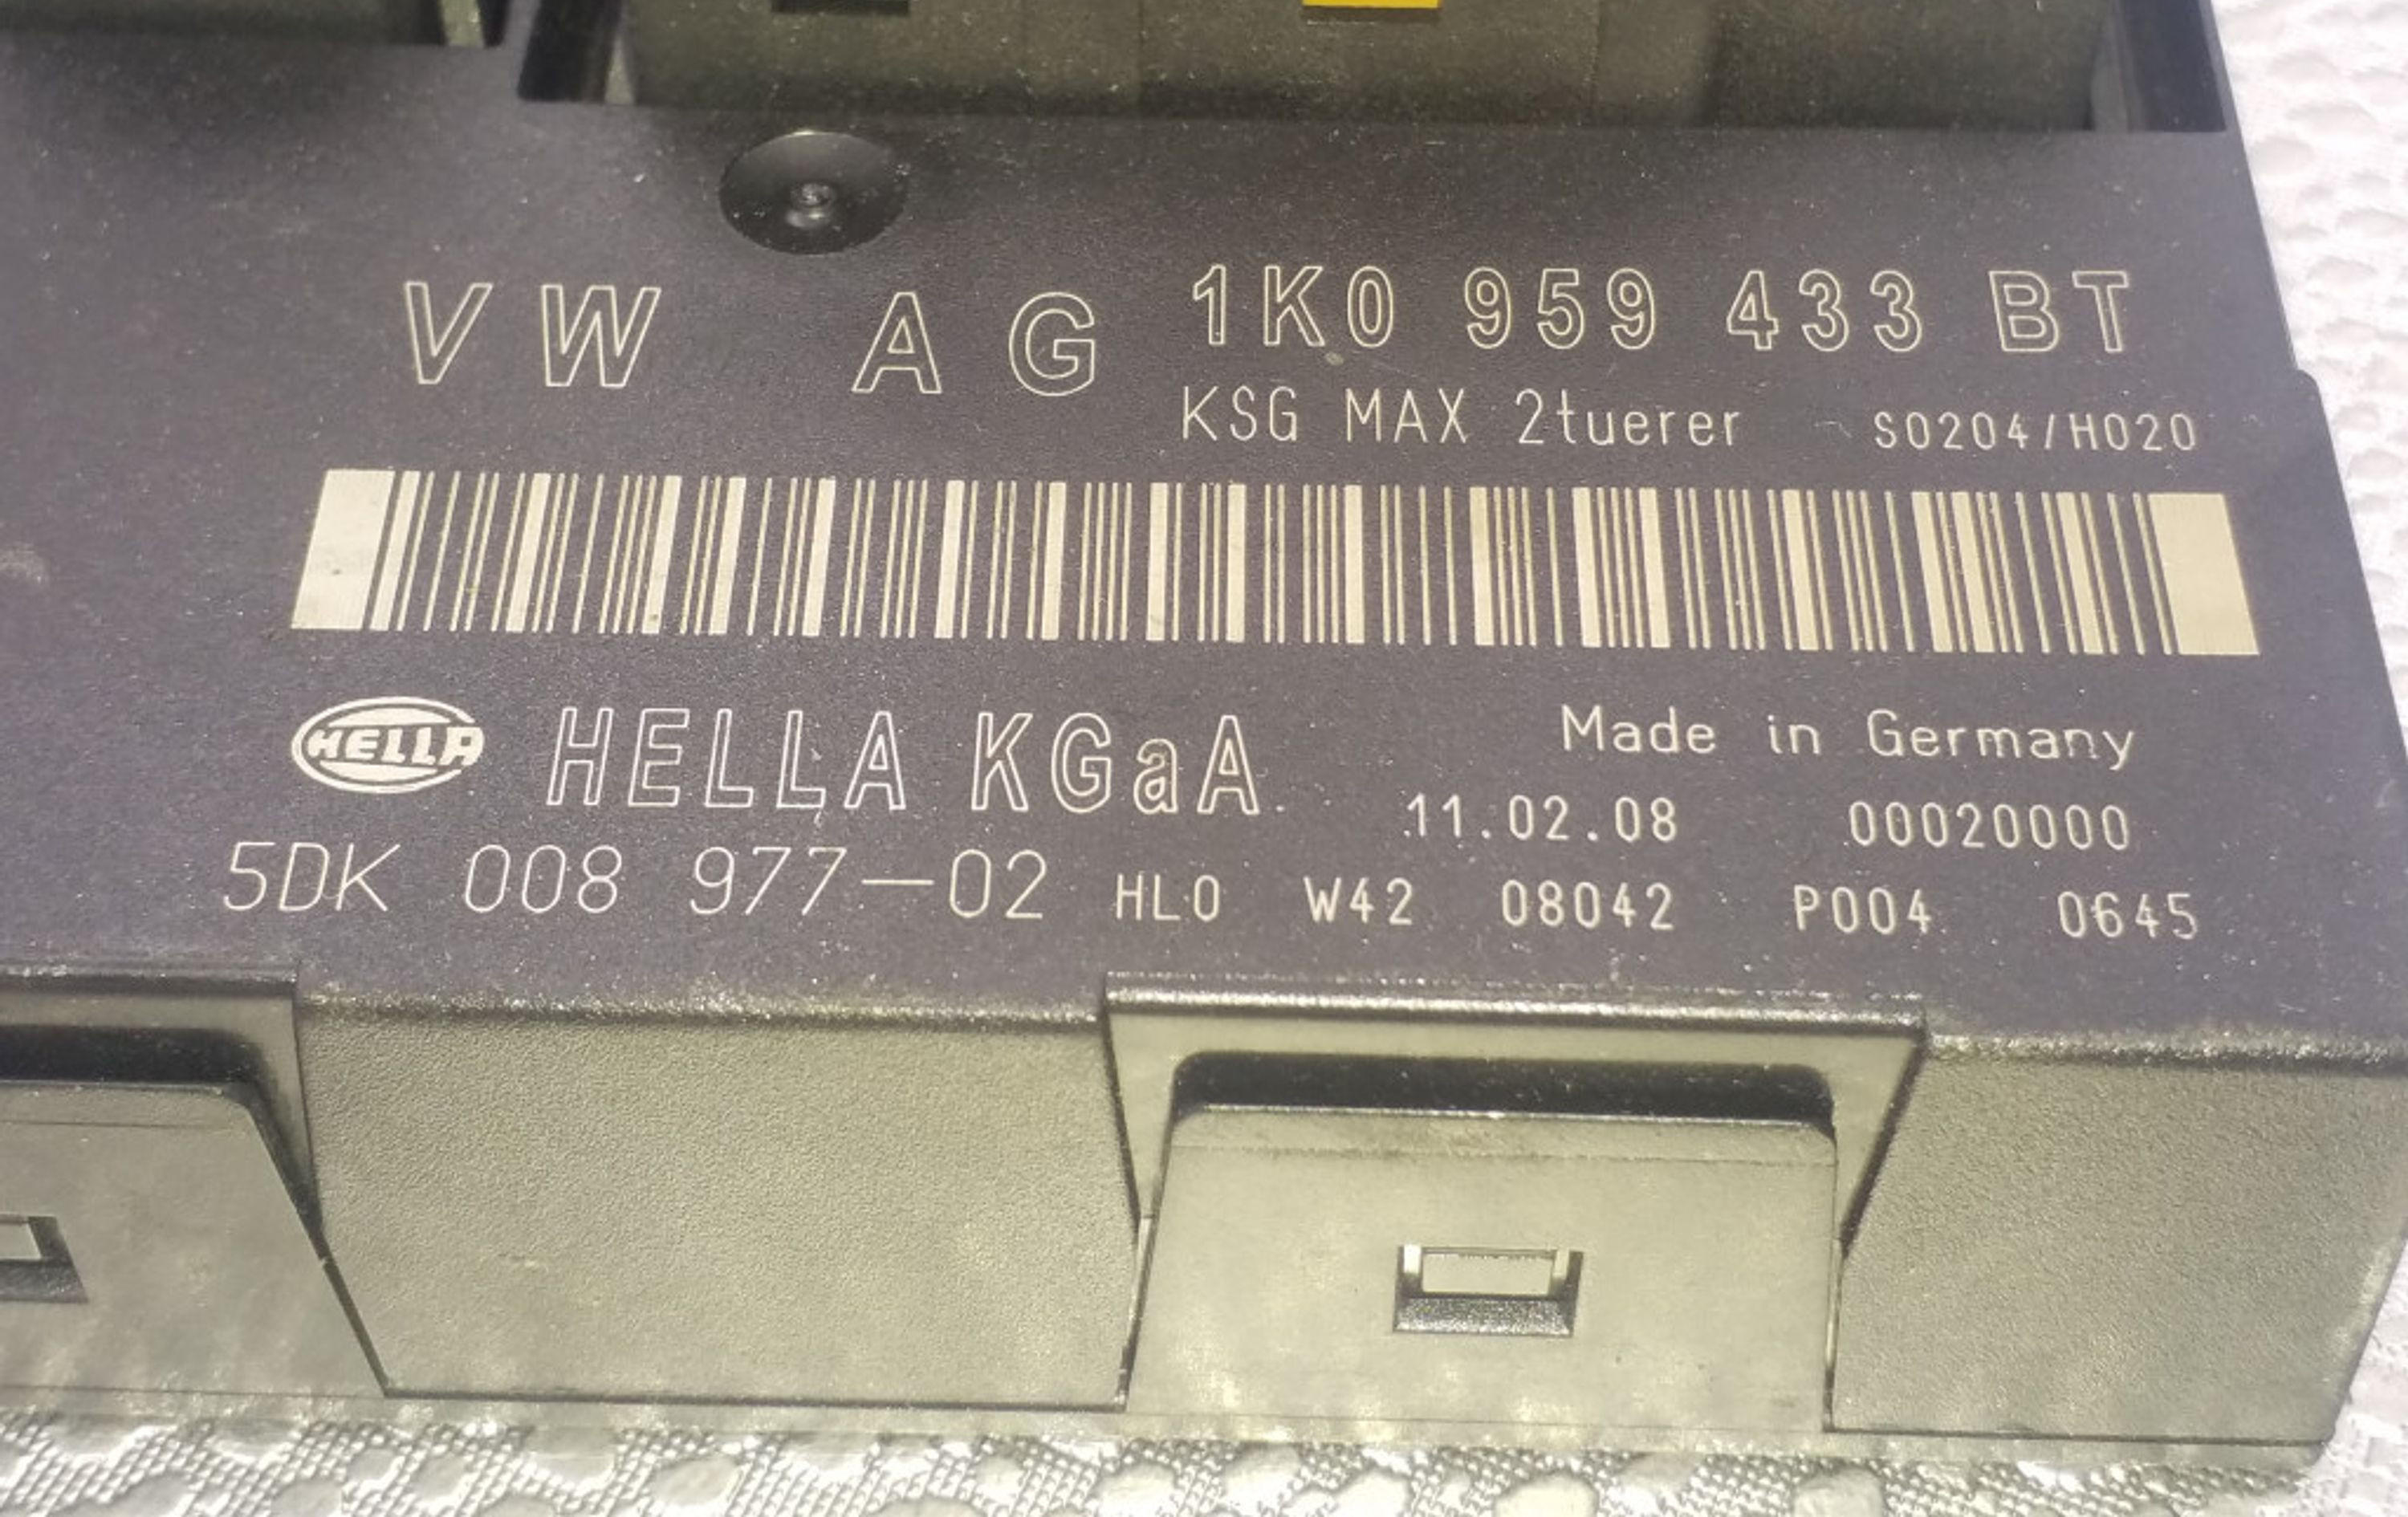 VW AG 1K0 959 433 BT
KSG MAX 2tuerer S0204/H020
HELLA HELLA KGaA Made in Germany
11.02.08 00020000
5DK 008 977-02 HLO W42 08042 P004 0645